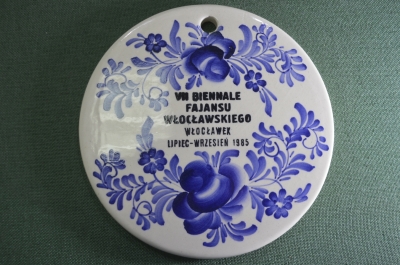 VII BIENNALE
FAJANSU
WŁOCŁAWSKIEGO
WŁOCŁAWEK
LIPIEC-WRZESIEŃ 1985